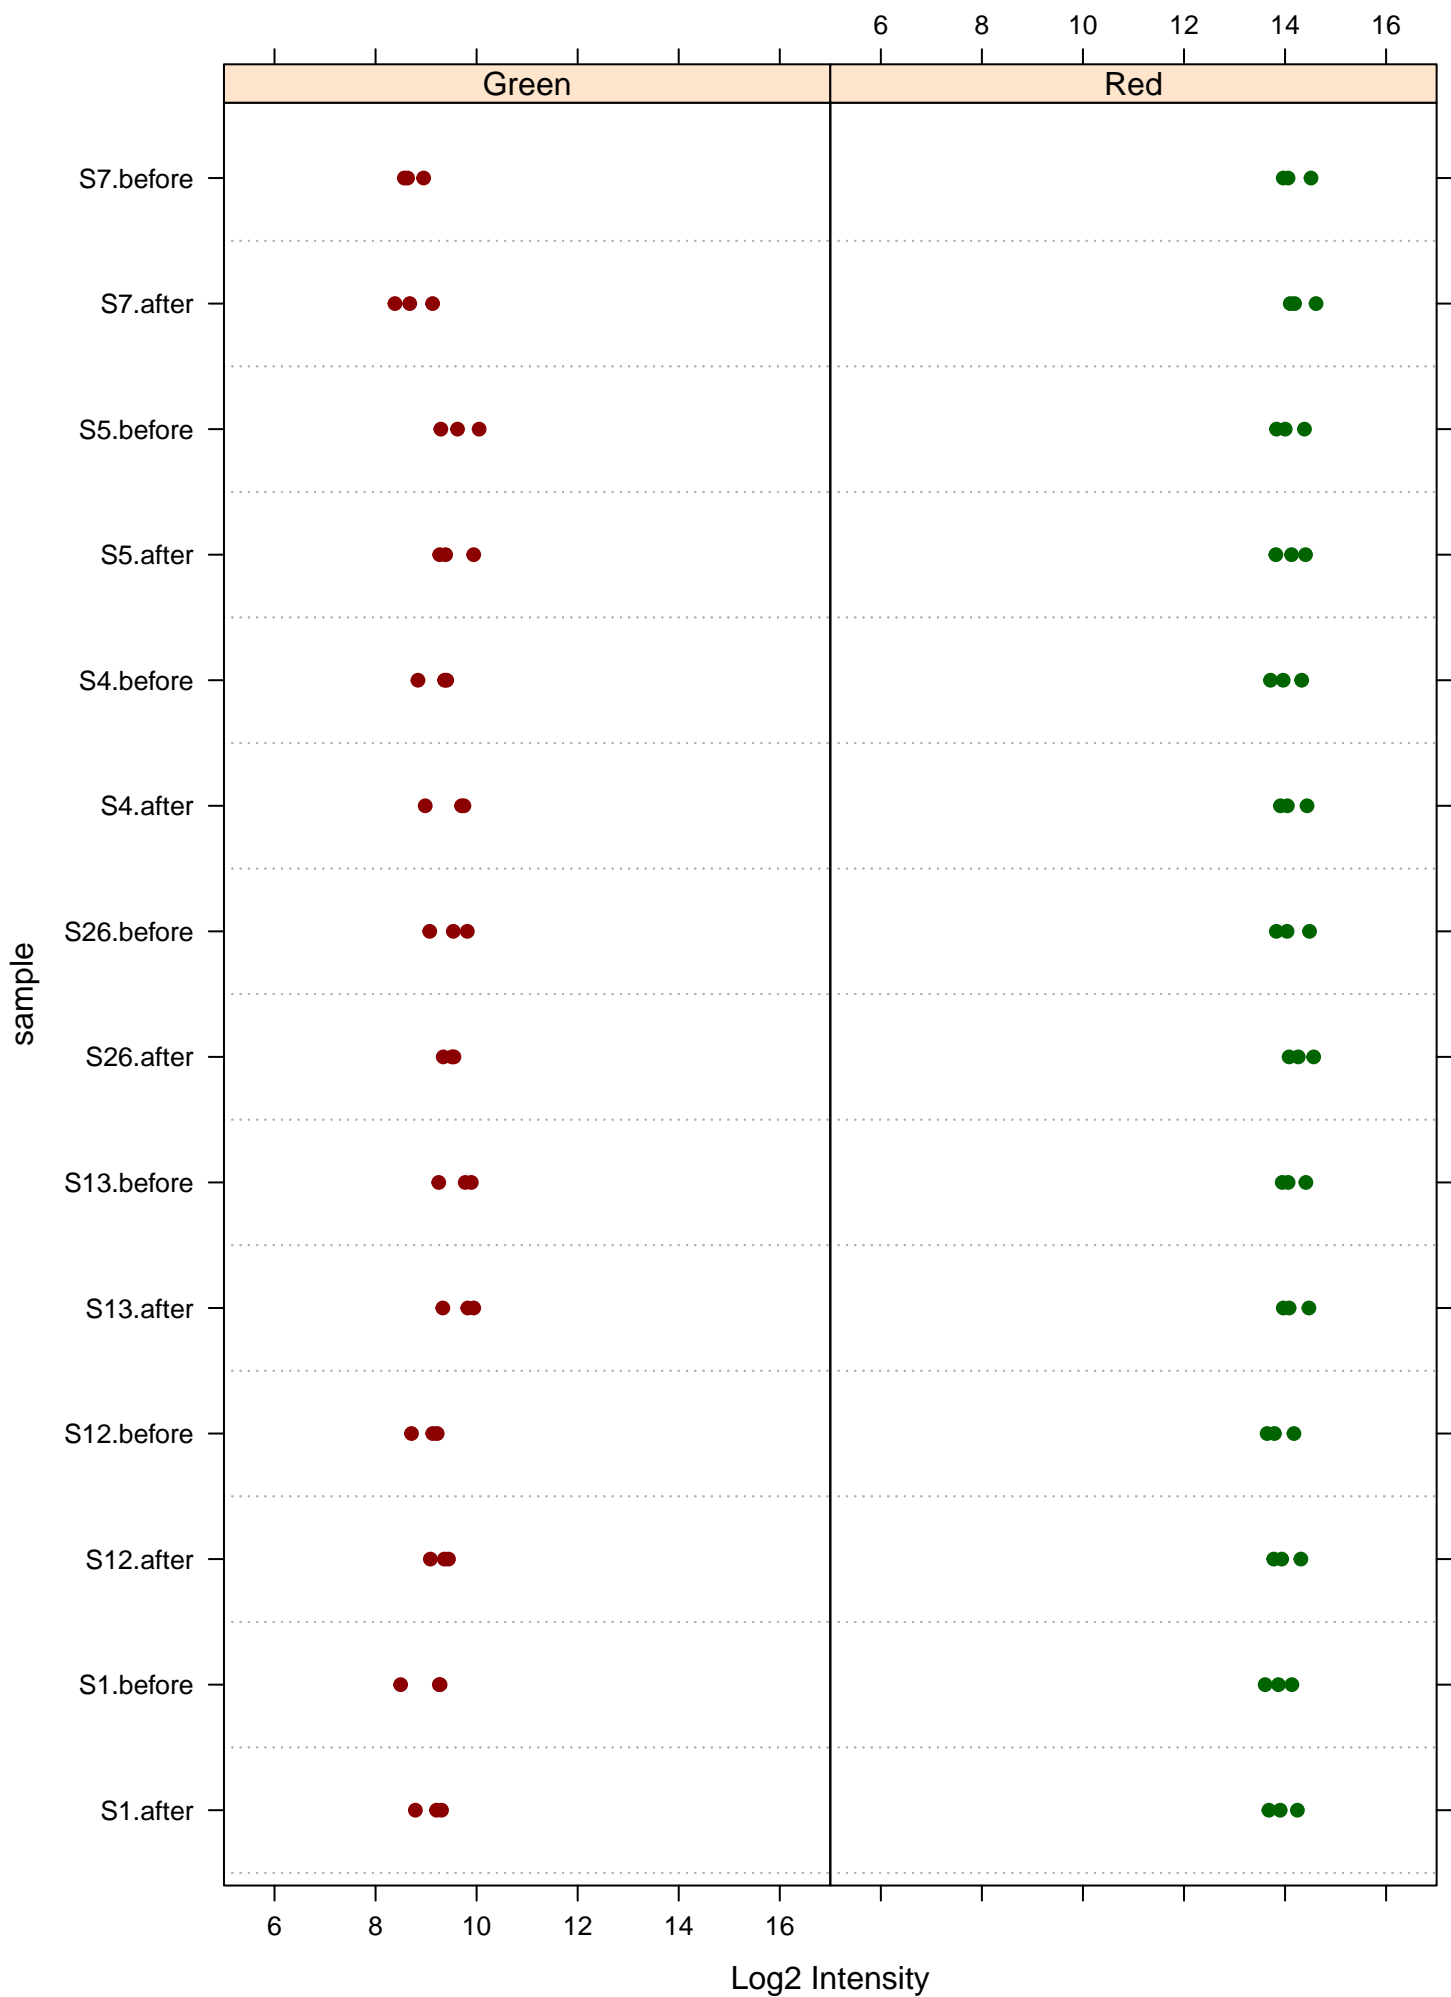 6 8 10 12 14 16
Green Red
S7.before
S7.after
S5.before
S5.after
S4.before
S4.after
S26.before
S26.after
S13.before
S13.after
S12.before
S12.after
S1.before
S1.after
sample
6 8 10 12 14 16
Log2 Intensity